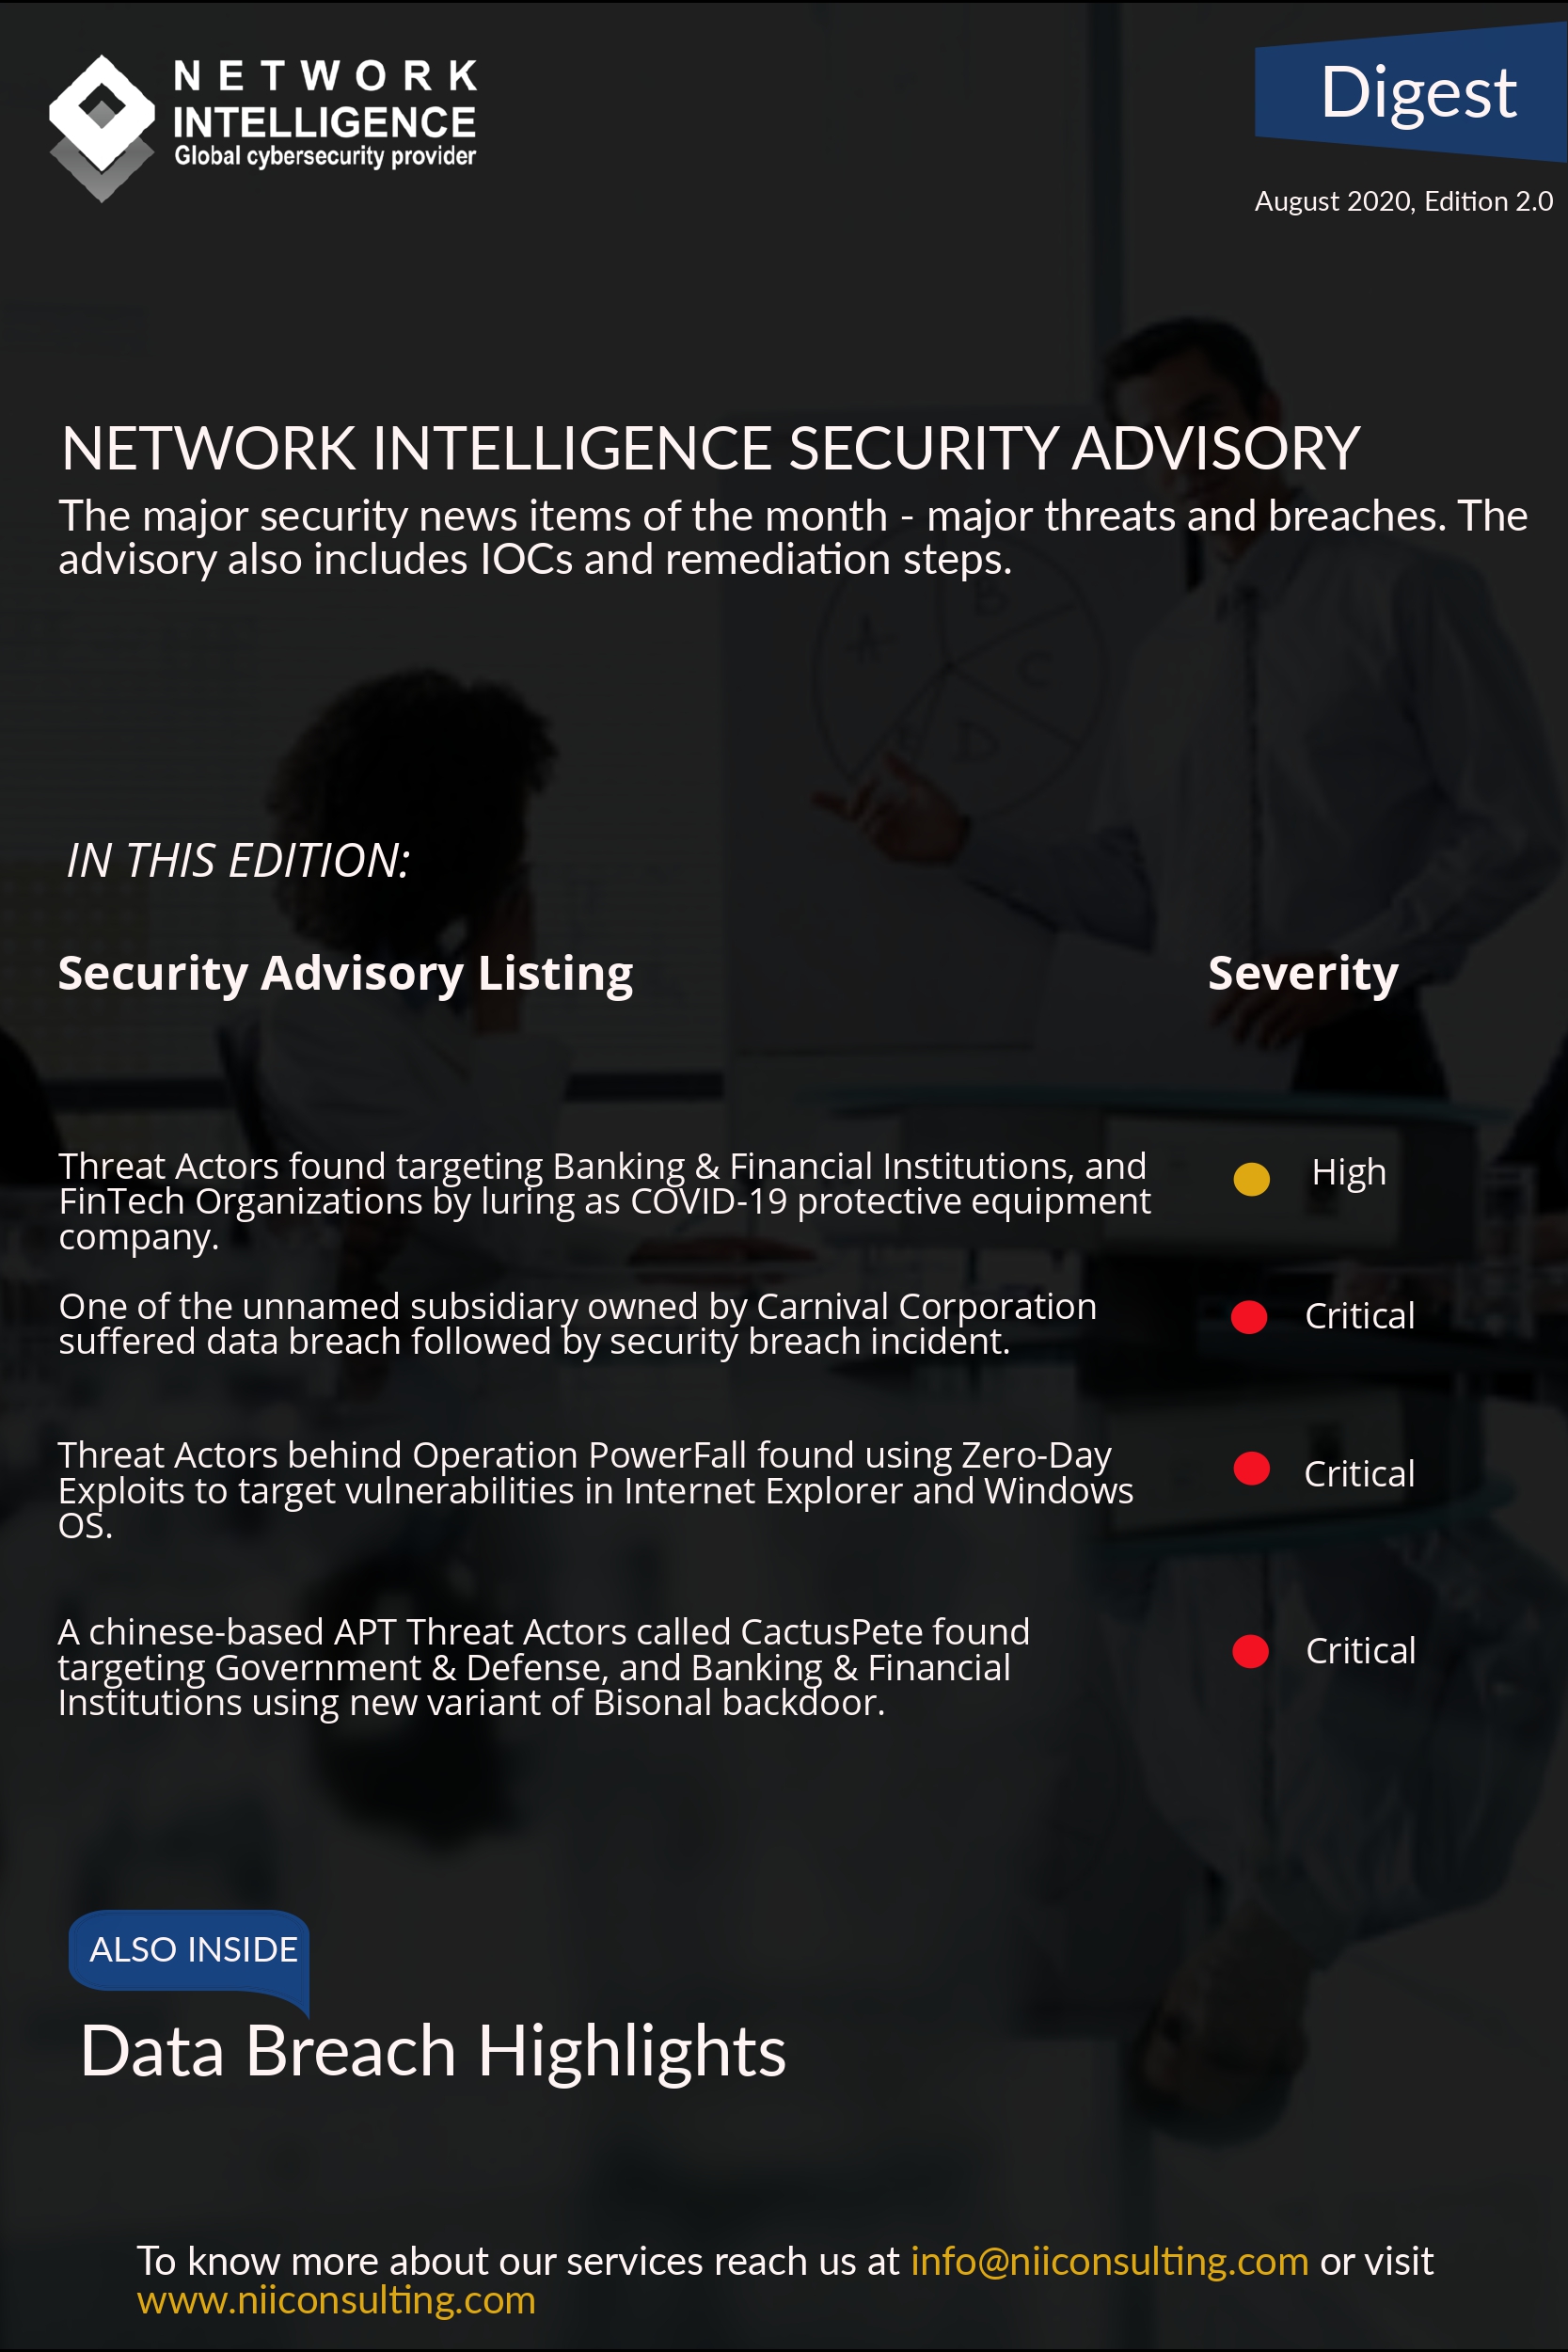 NETWORK
INTELLIGENCE
Global cybersecurity provider
Digest
August 2020, Edition 2.0
NETWORK INTELLIGENCE SECURITY ADVISORY
The major security news items of the month - major threats and breaches. The
advisory also includes IOCs and remediation steps.
A
B
C
D
IN THIS EDITION:
Security Advisory Listing
Severity
Threat Actors found targeting Banking & Financial Institutions, and
FinTech Organizations by luring as COVID-19 protective equipment
company.
High
One of the unnamed subsidiary owned by Carnival Corporation
suffered data breach followed by security breach incident.
Critical
Threat Actors behind Operation PowerFall found using Zero-Day
Exploits to target vulnerabilities in Internet Explorer and Windows
OS.
Critical
A chinese-based APT Threat Actors called CactusPete found
targeting Government & Defense, and Banking & Financial
Institutions using new variant of Bisonal backdoor.
Critical
ALSO INSIDE
Data Breach Highlights
To know more about our services reach us at info@niiconsulting.com or visit
www.niiconsulting.com